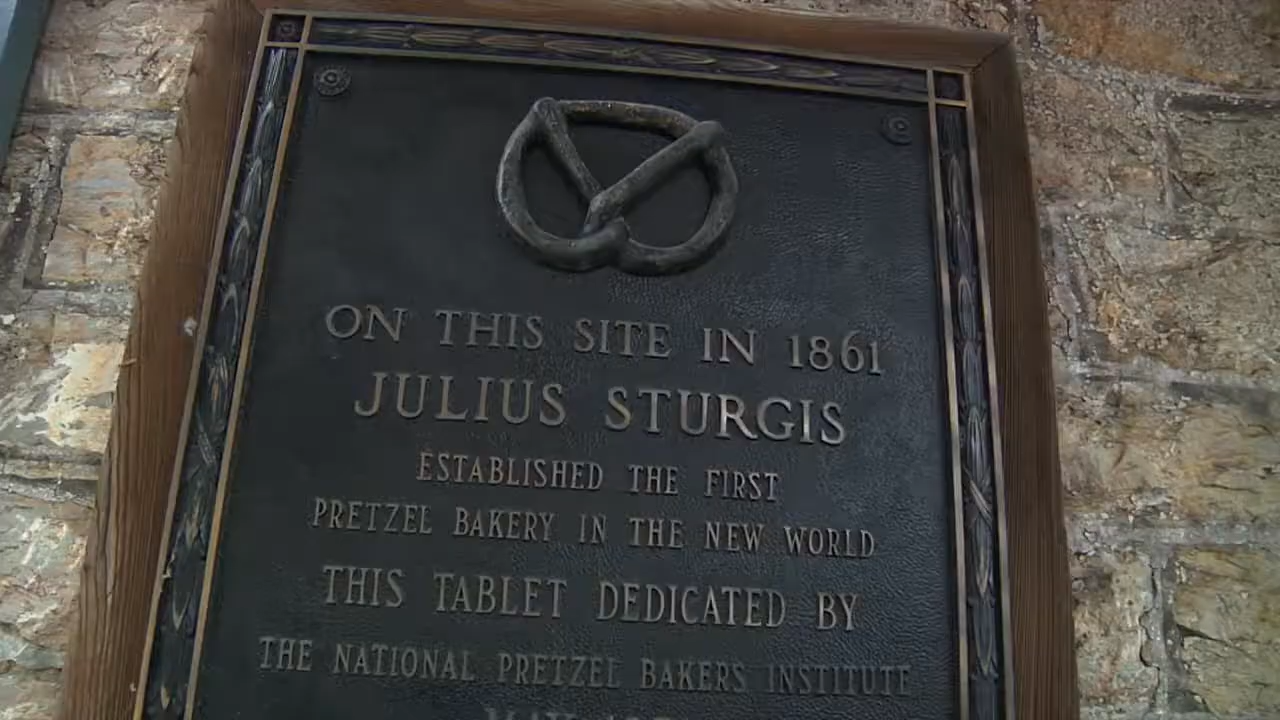 ON THIS SITE IN 1861
JULIUS STURGIS
ESTABLISHED THE FIRST
PRETZEL BAKERY IN THE NEW WORLD
THIS TABLET DEDICATED BY
THE NATIONAL PRETZEL BAKERS INSTITUTE
MAY